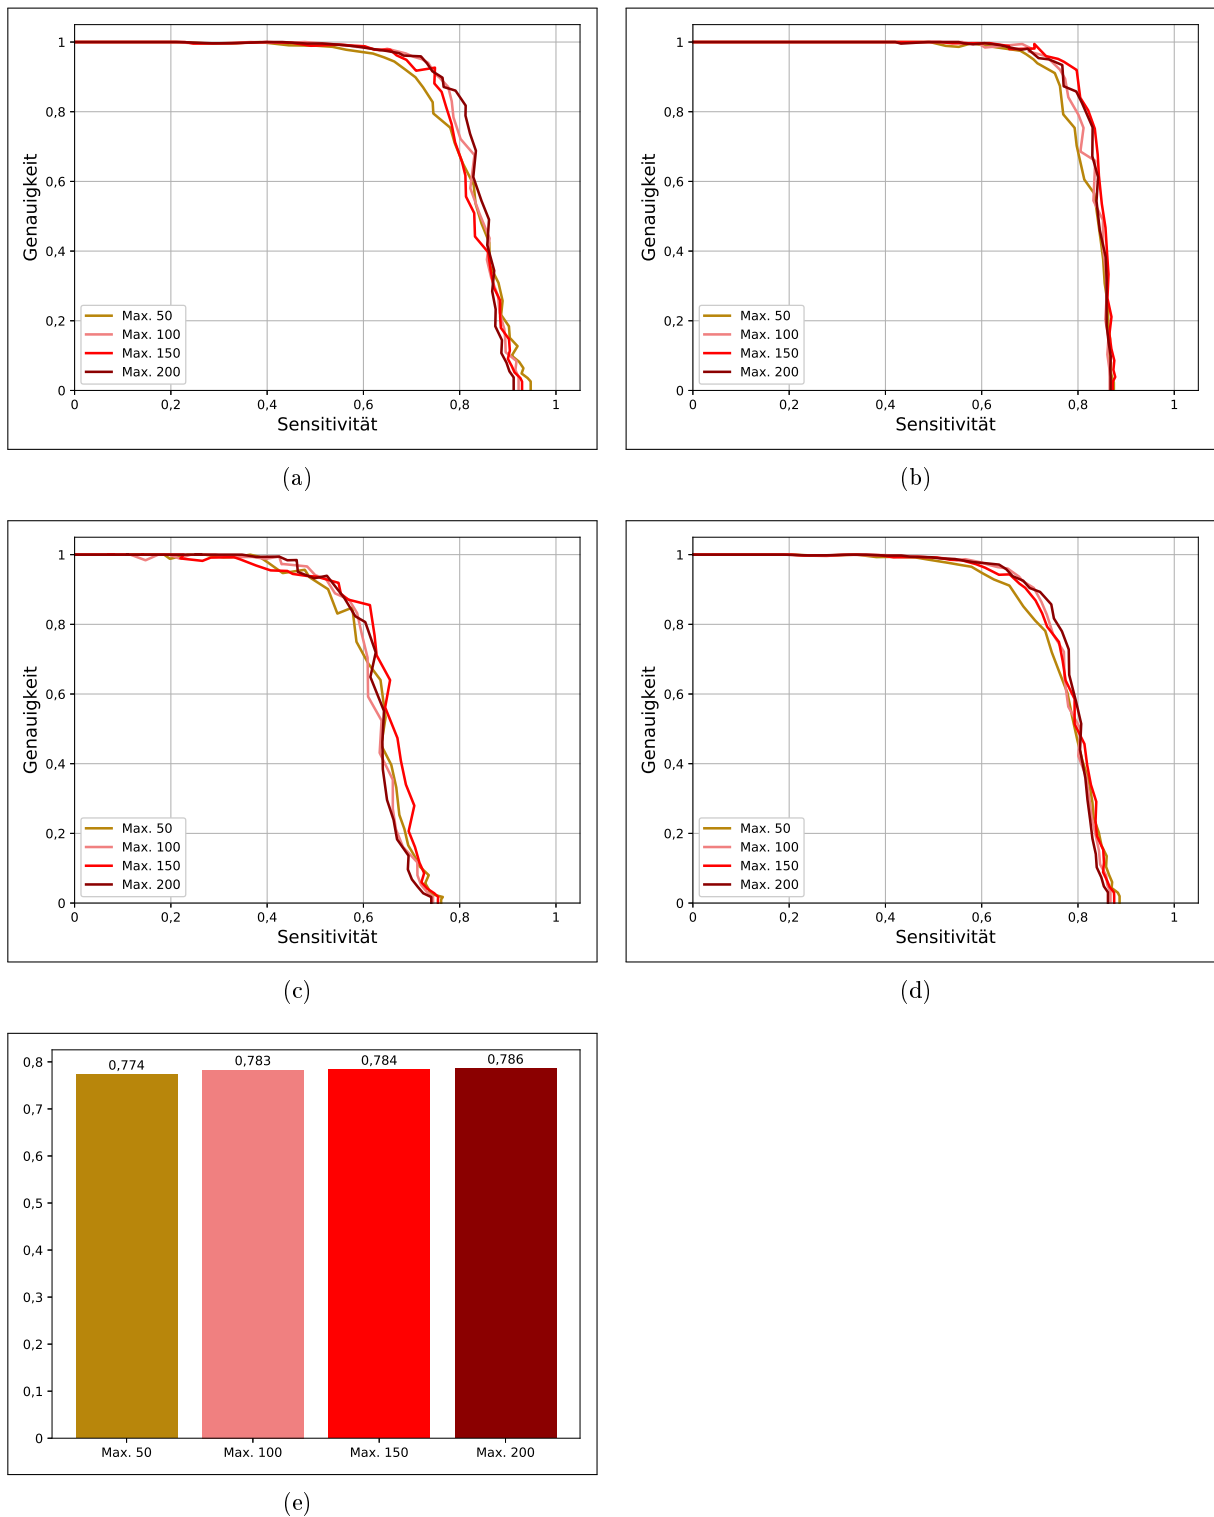 1
0,8
0,6
0,4
0,2
0
Genauigkeit
Max. 50
Max. 100
Max. 150
Max. 200
0 0,2 0,4 0,6 0,8 1
Sensitivität
(a)
1
0,8
0,6
0,4
0,2
0
Genauigkeit
Max. 50
Max. 100
Max. 150
Max. 200
0 0,2 0,4 0,6 0,8 1
Sensitivität
(b)
1
0,8
0,6
0,4
0,2
0
Genauigkeit
Max. 50
Max. 100
Max. 150
Max. 200
0 0,2 0,4 0,6 0,8 1
Sensitivität
(c)
1
0,8
0,6
0,4
0,2
0
Genauigkeit
Max. 50
Max. 100
Max. 150
Max. 200
0 0,2 0,4 0,6 0,8 1
Sensitivität
(d)
0,8
0,7
0,6
0,5
0,4
0,3
0,2
0,1
0
0,774 0,783 0,784 0,786
Max. 50 Max. 100 Max. 150 Max. 200
(e)